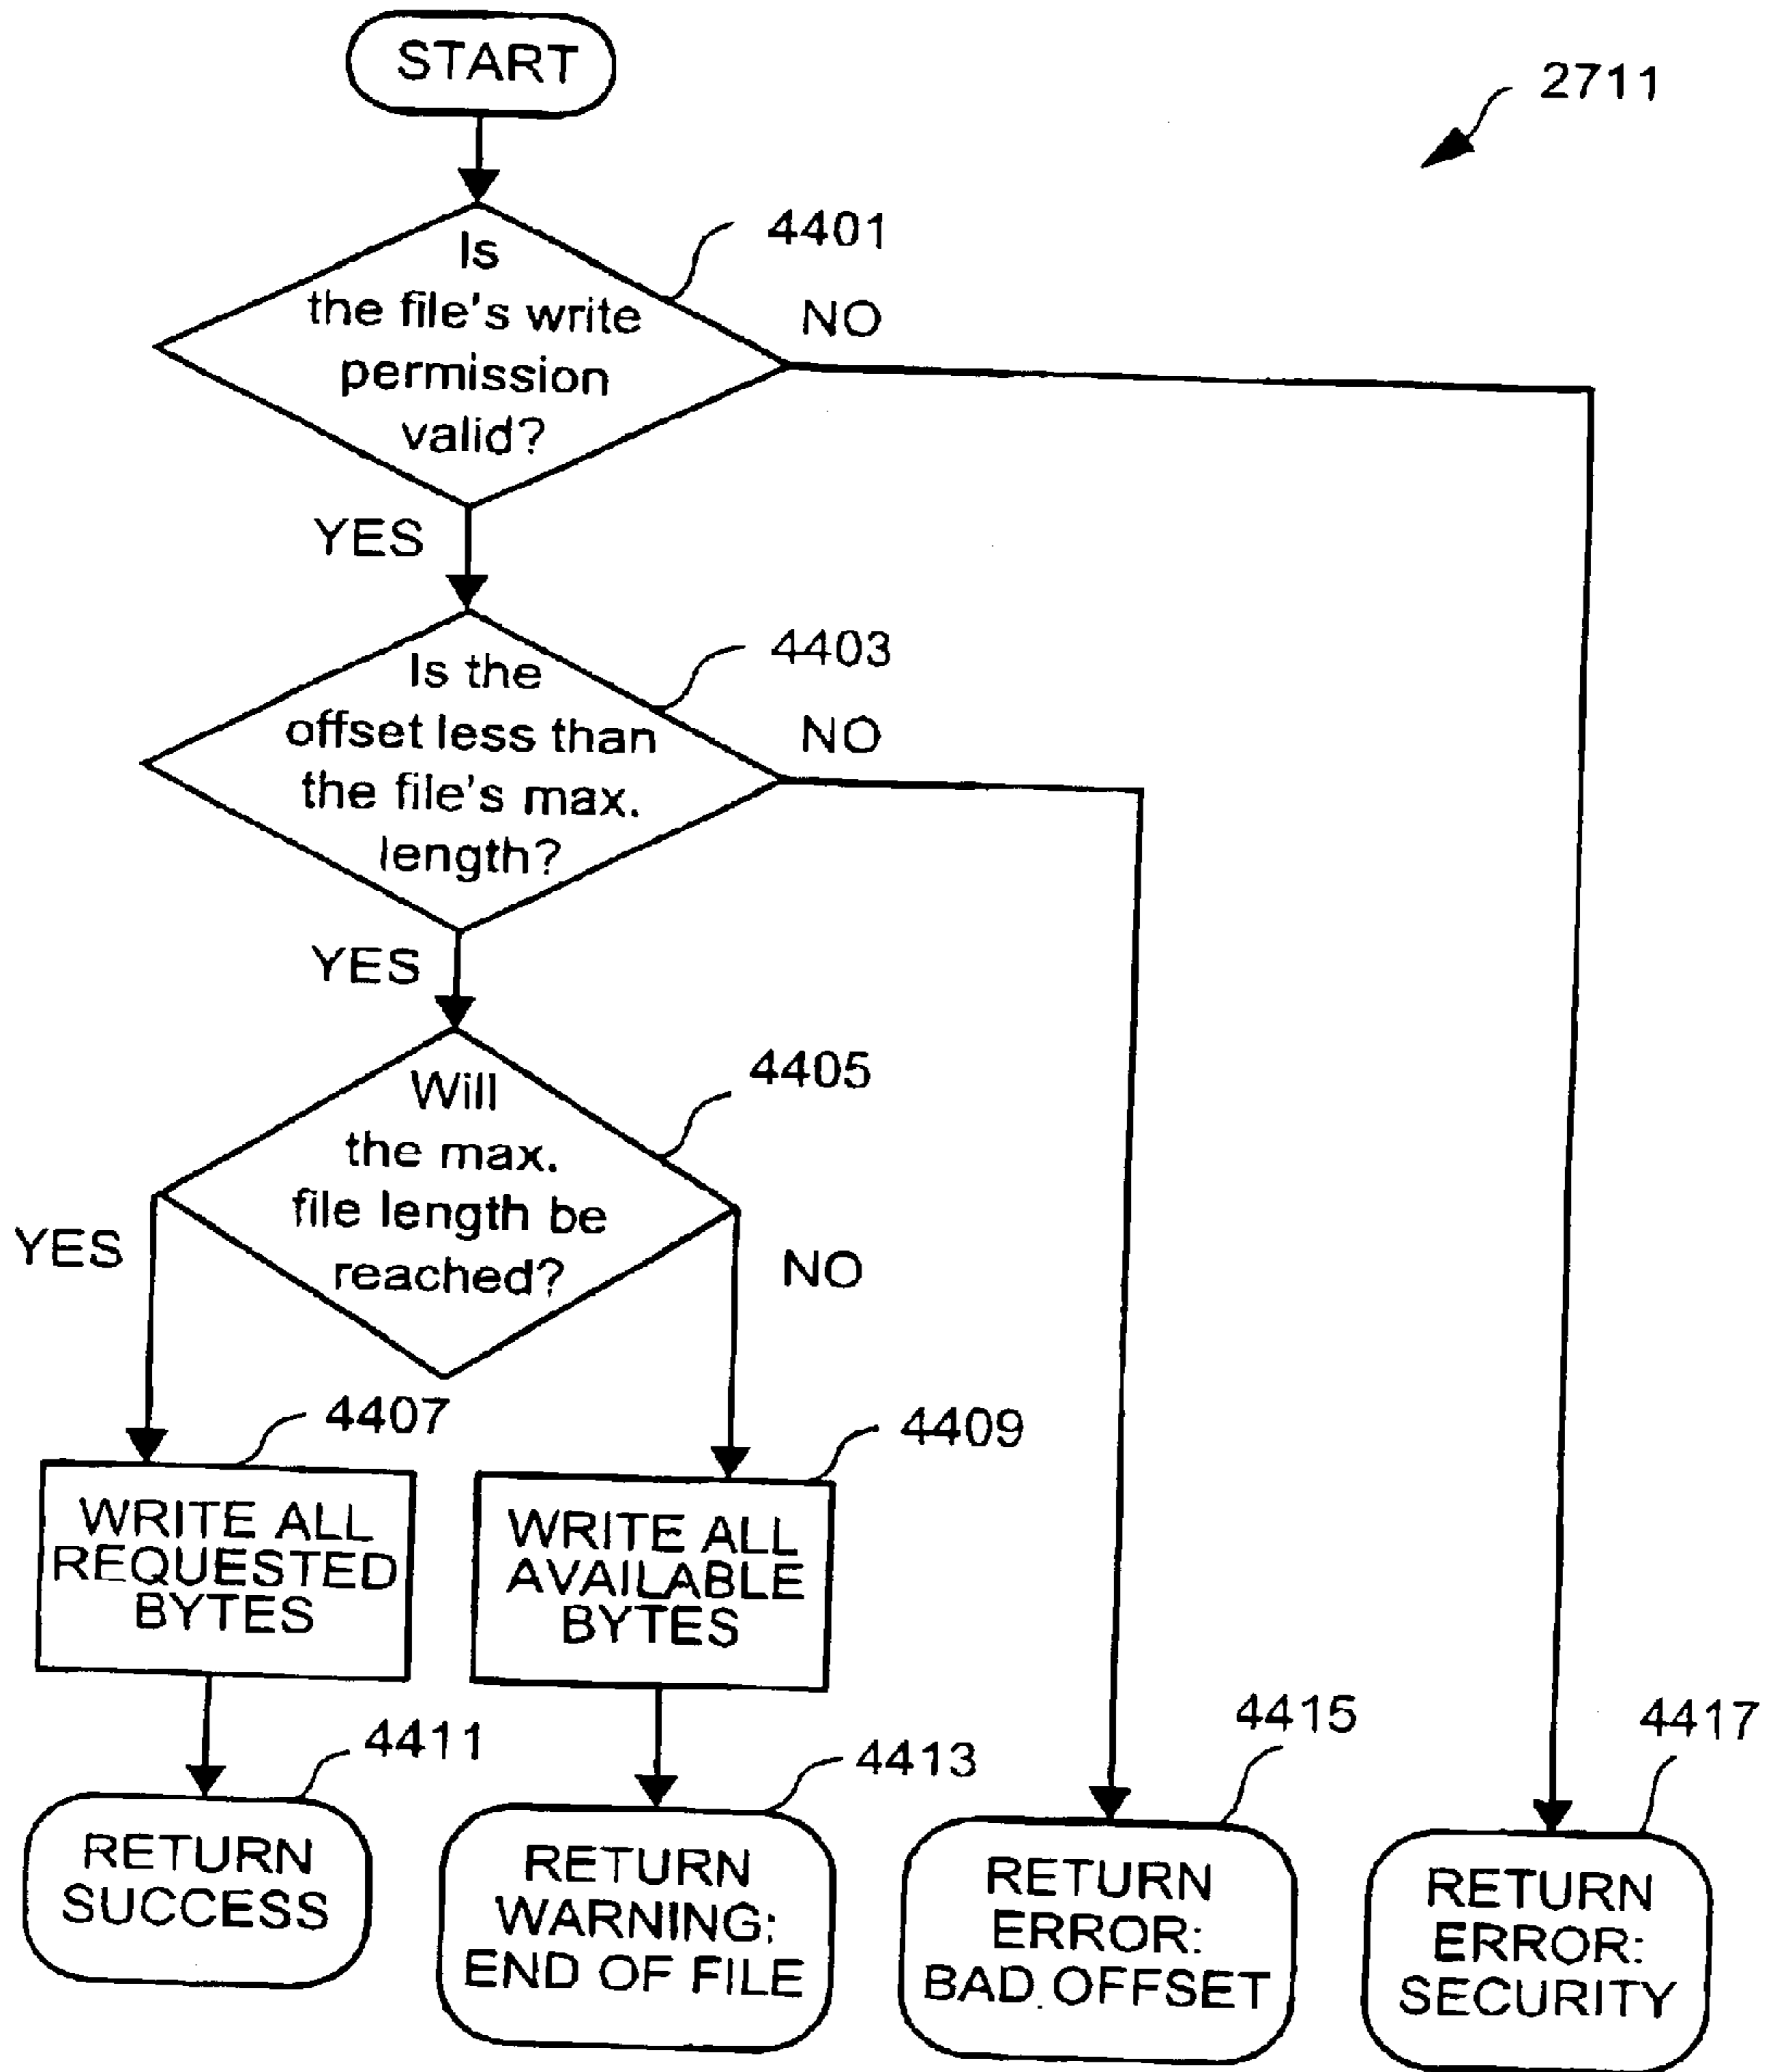 START
2711
4401
Is
the file's write
permission
valid?
NO
YES
4403
Is the
offset less than
the file's max.
length?
NO
YES
4405
Will
the max.
file length be
reached?
YES
NO
4407
WRITE ALL
REQUESTED
BYTES
4409
WRITE ALL
AVAILABLE
BYTES
4411
RETURN
SUCCESS
4413
RETURN
WARNING:
END OF FILE
4415
RETURN
ERROR:
BAD OFFSET
4417
RETURN
ERROR:
SECURITY